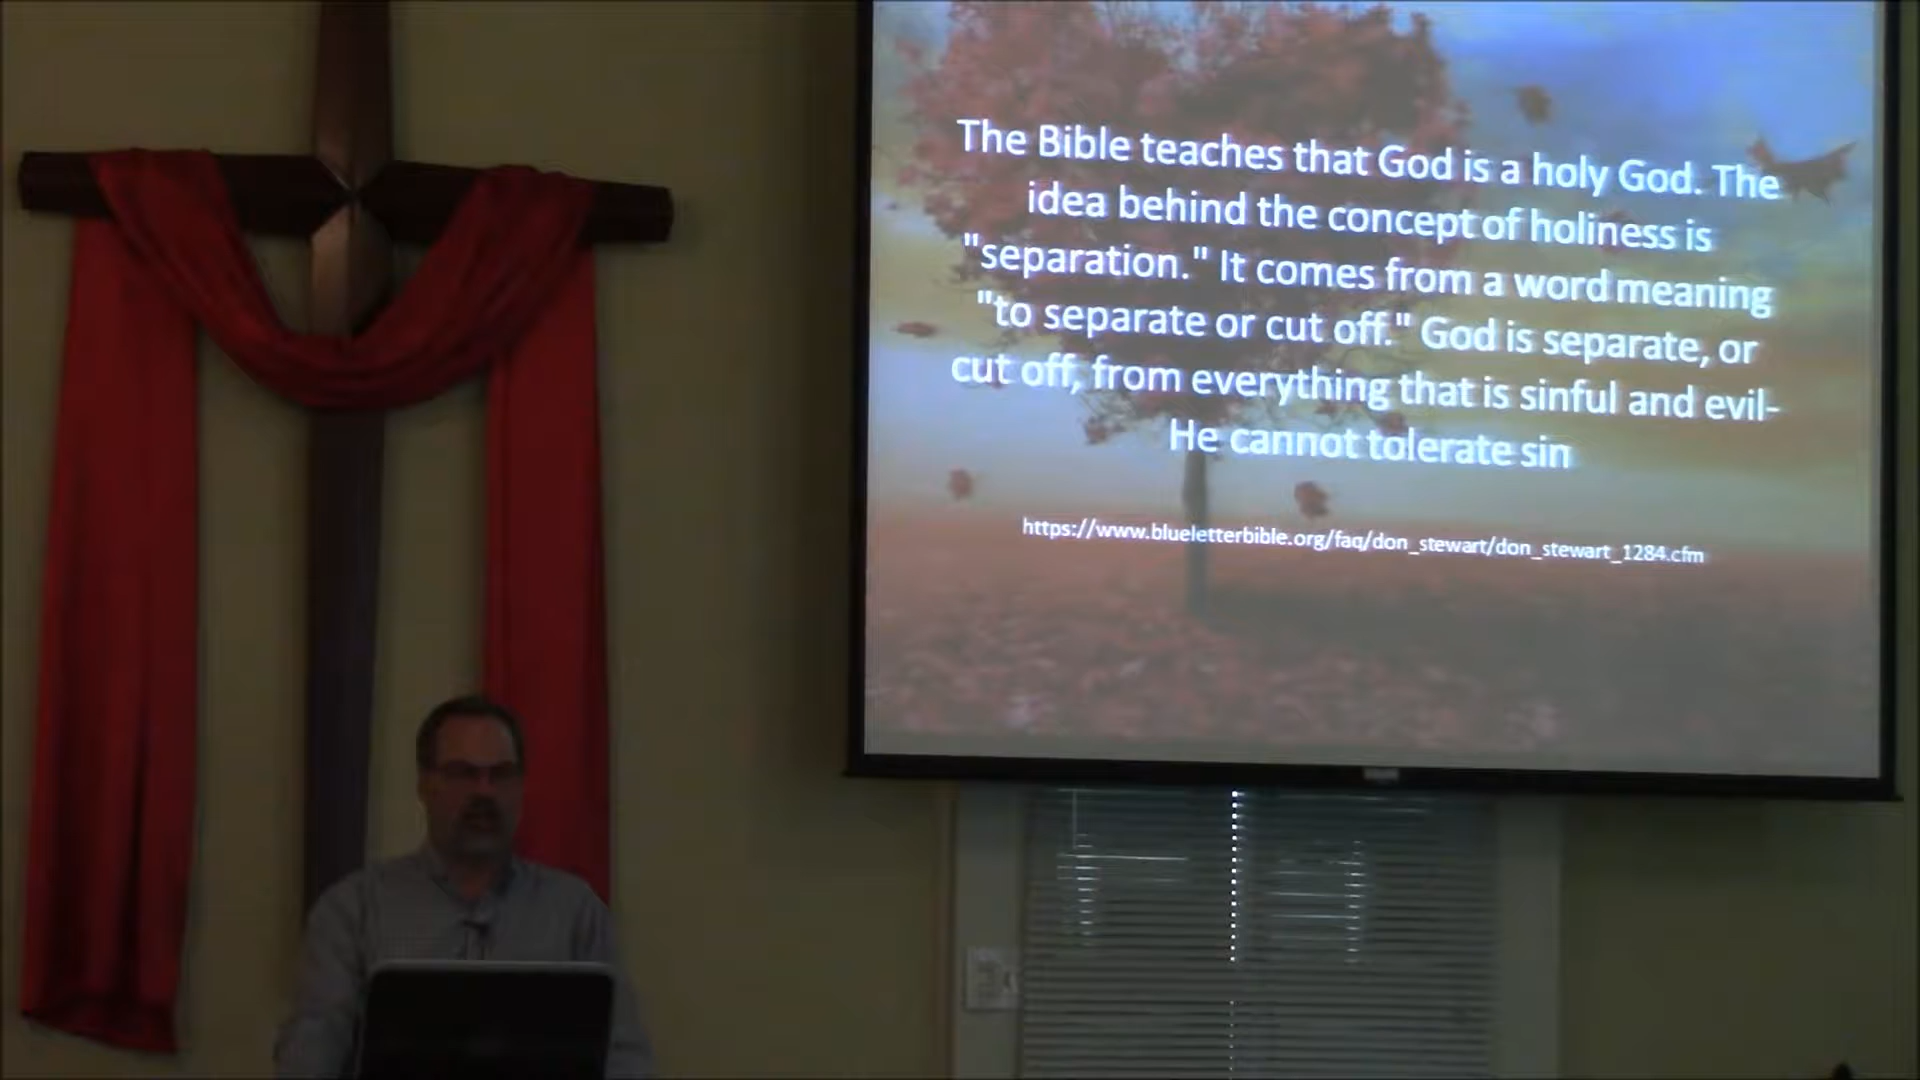 The Bible teaches that God is a holy God. The
idea behind the concept of holiness is
"separation." It comes from a word meaning
"to separate or cut off." God is separate, or
cut off, from everything that is sinful and evil-
He cannot tolerate sin
https://www.blueletterbible.org/faq/don_stewart/don_stewart_1284.cfm